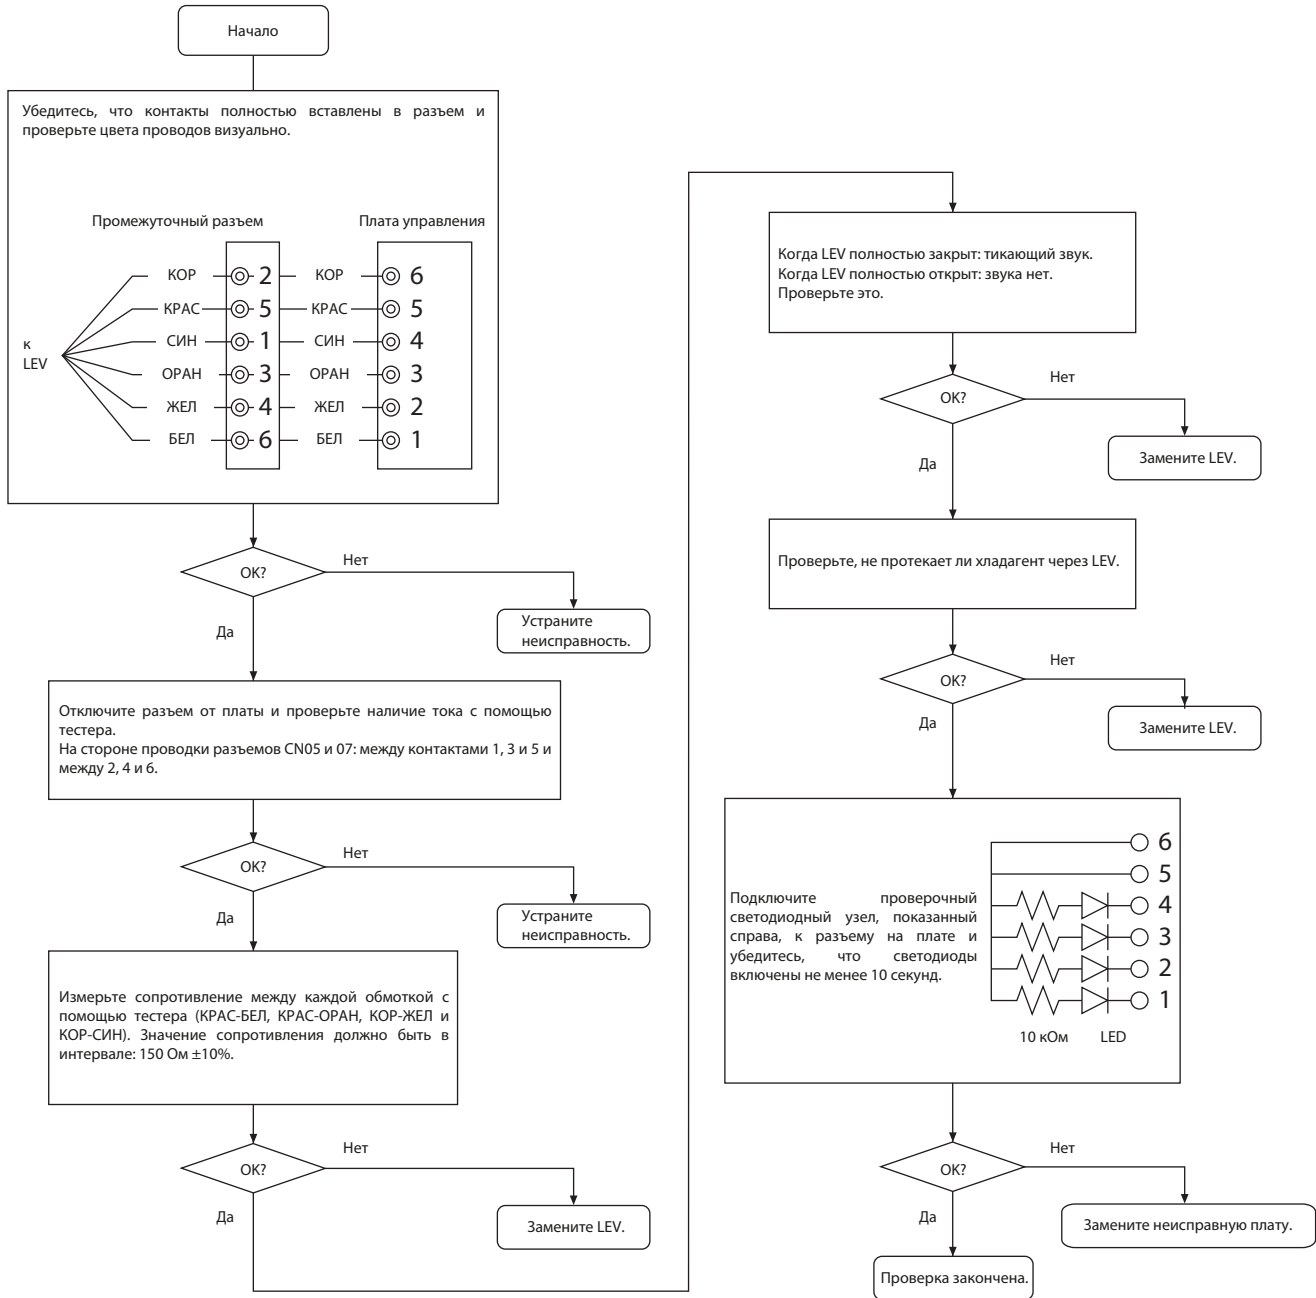 Начало
Убедитесь, что контакты полностью вставлены в разъем и
проверьте цвета проводов визуально.
Промежуточный разъем
Плата управления
КОР 2 КОР 6
КРАС 5 КРАС 5
СИН 1 СИН 4
к
LEV
ОРАН 3 ОРАН 3
ЖЕЛ 4 ЖЕЛ 2
БЕЛ 6 БЕЛ 1
OK?
Нет
Да
Устраните
неисправность.
Отключите разъем от платы и проверьте наличие тока с помощью
тестера.
На стороне проводки разъемов CN05 и 07: между контактами 1, 3 и 5 и
между 2, 4 и 6.
OK?
Нет
Да
Устраните
неисправность.
Измерьте сопротивление между каждой обмоткой с
помощью тестера (КРАС-БЕЛ, КРАС-ОРАН, КОР-ЖЕЛ и
КОР-СИН). Значение сопротивления должно быть в
интервале: 150 Ом ±10%.
OK?
Нет
Да
Замените LEV.
Когда LEV полностью закрыт: тикающий звук.
Когда LEV полностью открыт: звука нет.
Проверьте это.
OK?
Нет
Да
Замените LEV.
Проверьте, не протекает ли хладагент через LEV.
OK?
Нет
Да
Замените LEV.
Подключите проверочный
светодиодный узел, показанный
справа, к разъему на плате и
убедитесь, что светодиоды
включены не менее 10 секунд.
6
5
4
3
2
1
10 кОм LED
OK?
Нет
Да
Замените неисправную плату.
Проверка закончена.